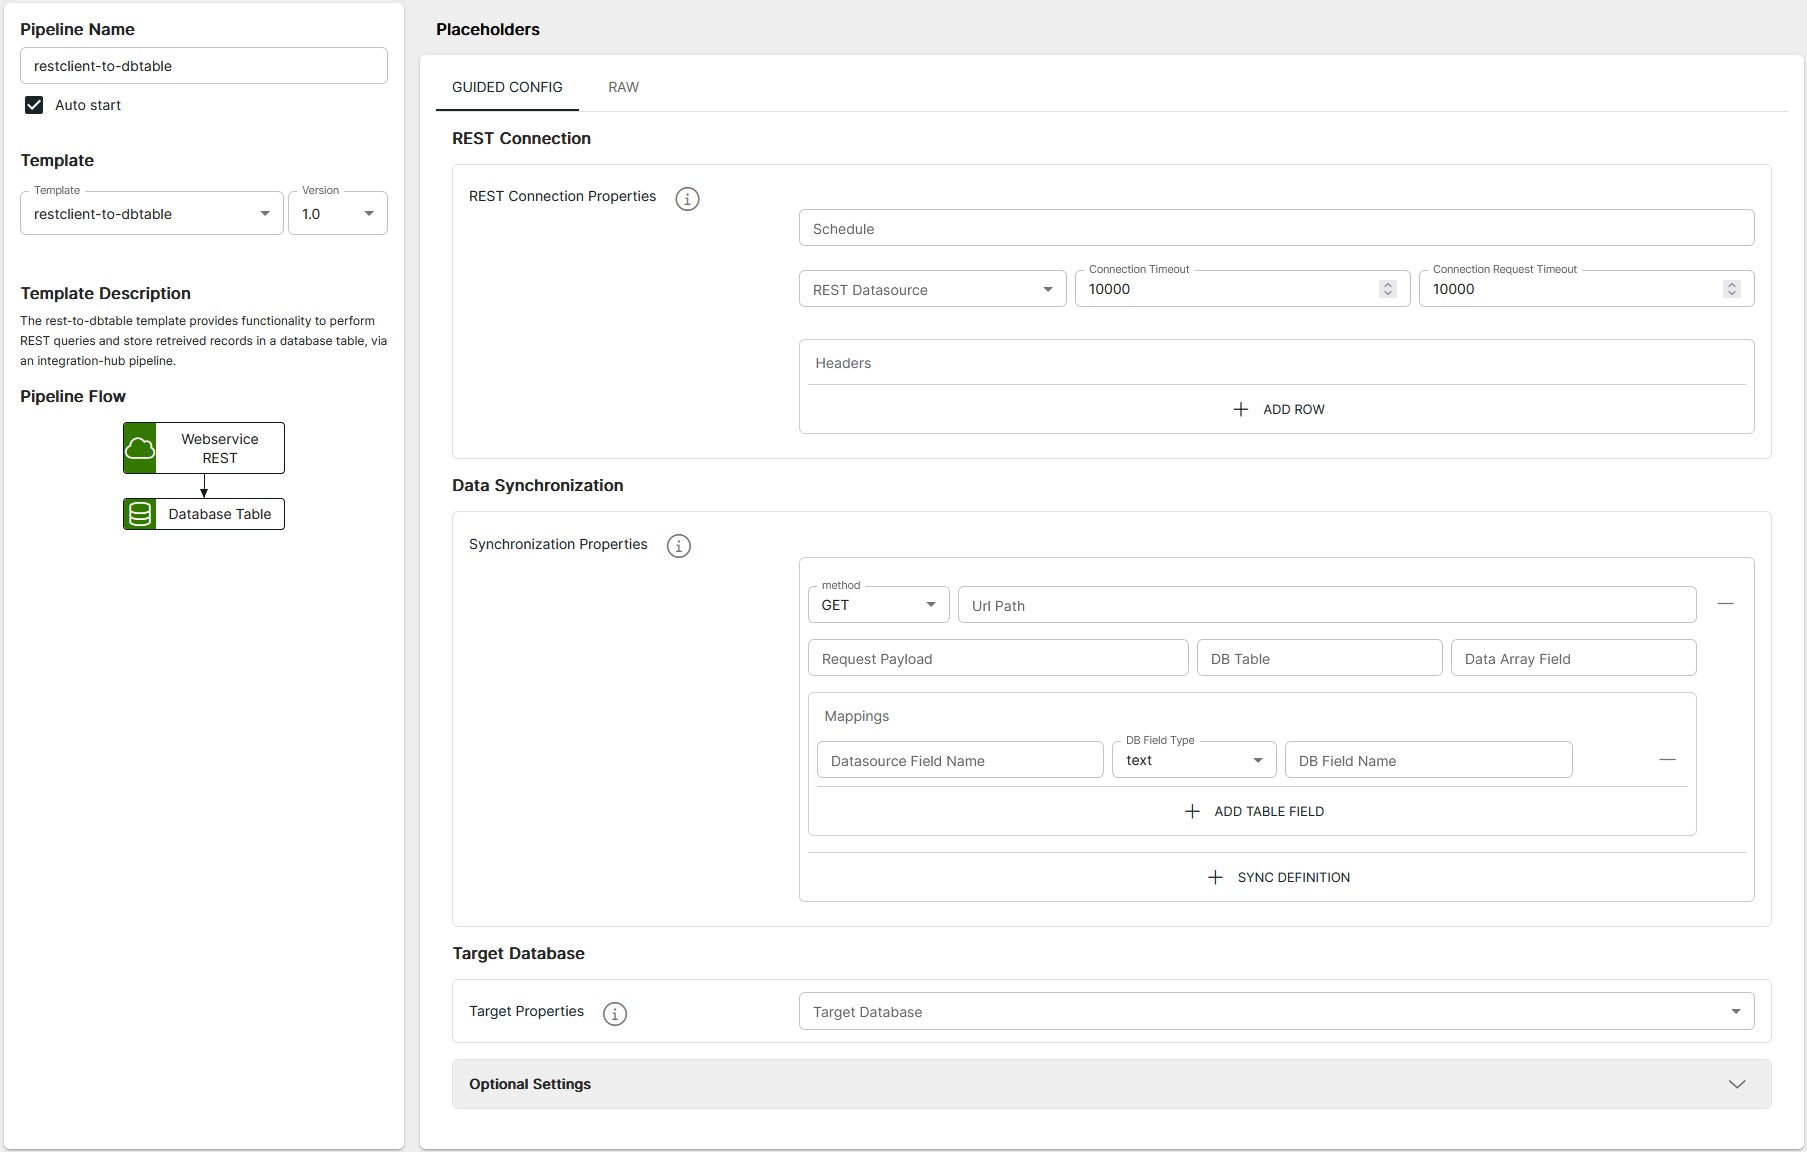 Pipeline Name
restclient-to-dbtable
Auto start
Template
Template
restclient-to-dbtable
Version
1.0
Template Description
The rest-to-dbtable template provides functionality to perform
REST queries and store retreived records in a database table, via
an integration-hub pipeline.
Pipeline Flow
Webservice
REST
Database Table
Placeholders
GUIDED CONFIG
RAW
REST Connection
REST Connection Properties
Schedule
REST Datasource
Connection Timeout
10000
Connection Request Timeout
10000
Headers
ADD ROW
Data Synchronization
Synchronization Properties
method
GET
Url Path
Request Payload
DB Table
Data Array Field
Mappings
Datasource Field Name
DB Field Type
text
DB Field Name
ADD TABLE FIELD
SYNC DEFINITION
Target Database
Target Properties
Target Database
Optional Settings